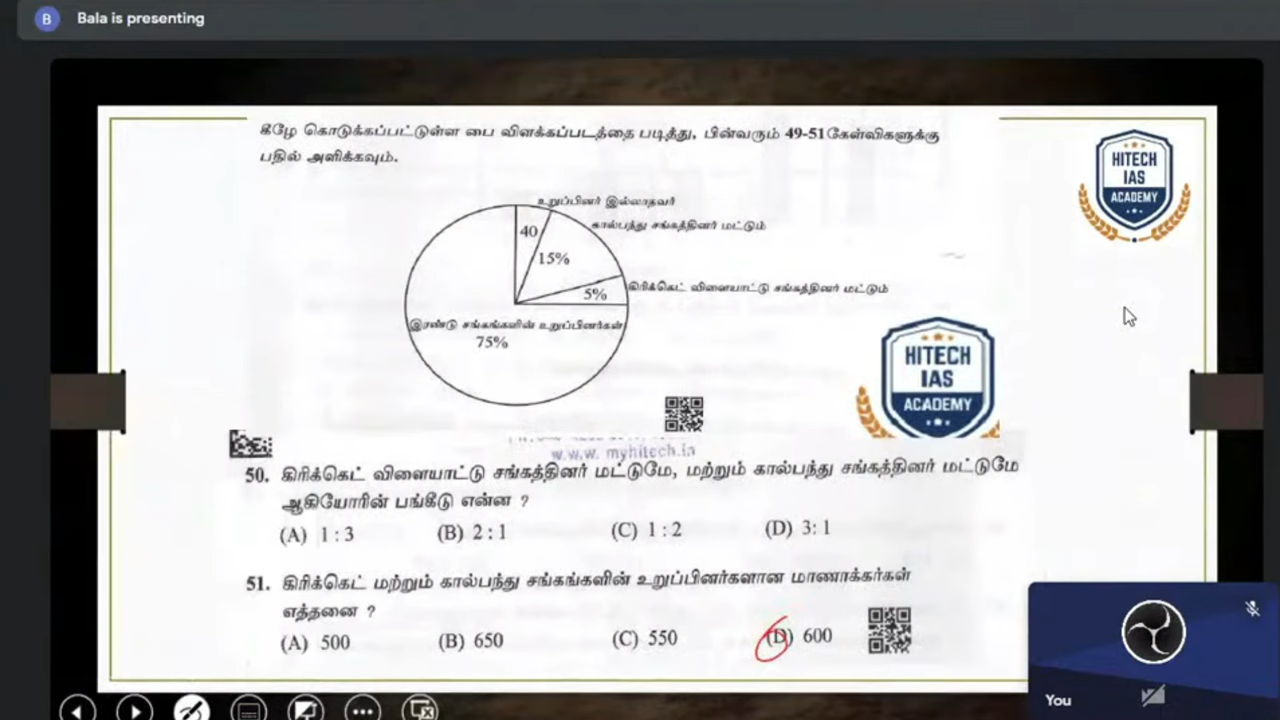 B Bala is presenting
கீழே கொடுக்கப்பட்டுள்ள பை விளக்கப்படத்தை படித்து, பின்வரும் 49-51 கேள்விகளுக்கு
பதில் அளிக்கவும்.
HITECH
IAS
ACADEMY
உறுப்பினர் இல்லாதவர்
கால்பந்து சங்கத்தினர் மட்டும்
40
15%
கிரிக்கெட் விளையாட்டு சங்கத்தினர் மட்டும்
5%
இரண்டு சங்கங்களின் உறுப்பினர்கள்
75%
HITECH
IAS
ACADEMY
www. myhitech.in
50. கிரிக்கெட் விளையாட்டு சங்கத்தினர் மட்டுமே, மற்றும் கால்பந்து சங்கத்தினர் மட்டுமே
ஆகியோரின் பங்கீடு என்ன ?
(A) 1 : 3 (B) 2 : 1 (C) 1 : 2 (D) 3: 1
51. கிரிக்கெட் மற்றும் கால்பந்து சங்கங்களின் உறுப்பினர்களான மாணாக்கர்கள்
எத்தனை ?
(A) 500 (B) 650 (C) 550 (D) 600
You